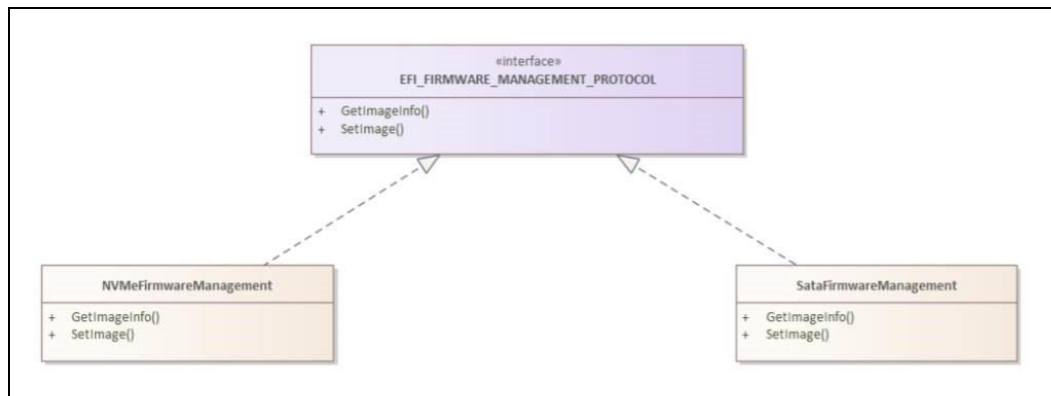 «interface»
EFI_FIRMWARE_MANAGEMENT_PROTOCOL
+ GetImageInfo()
+ SetImage()
NVMeFirmwareManagement
+ GetImageInfo()
+ SetImage()
SataFirmwareManagement
+ GetImageInfo()
+ SetImage()